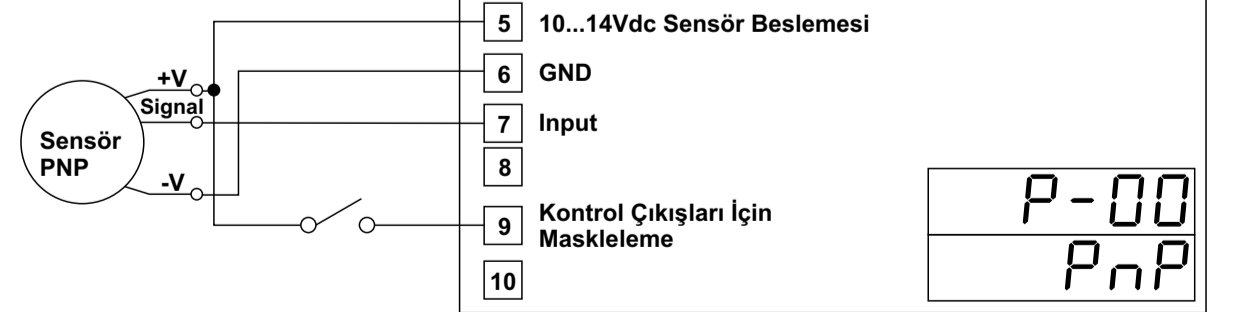 5 10...14Vdc Sensör Beslemesi
+V
6 GND
Signal
7 Input
Sensör
PNP
8
-V
P-00
9 Kontrol Çıkışları İçin
Maskleleme
PnP
10